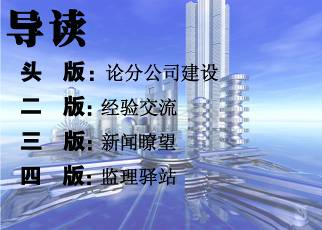 导读
头 版: 论分公司建设
二 版: 经验交流
三 版: 新闻瞭望
四 版: 监理驿站